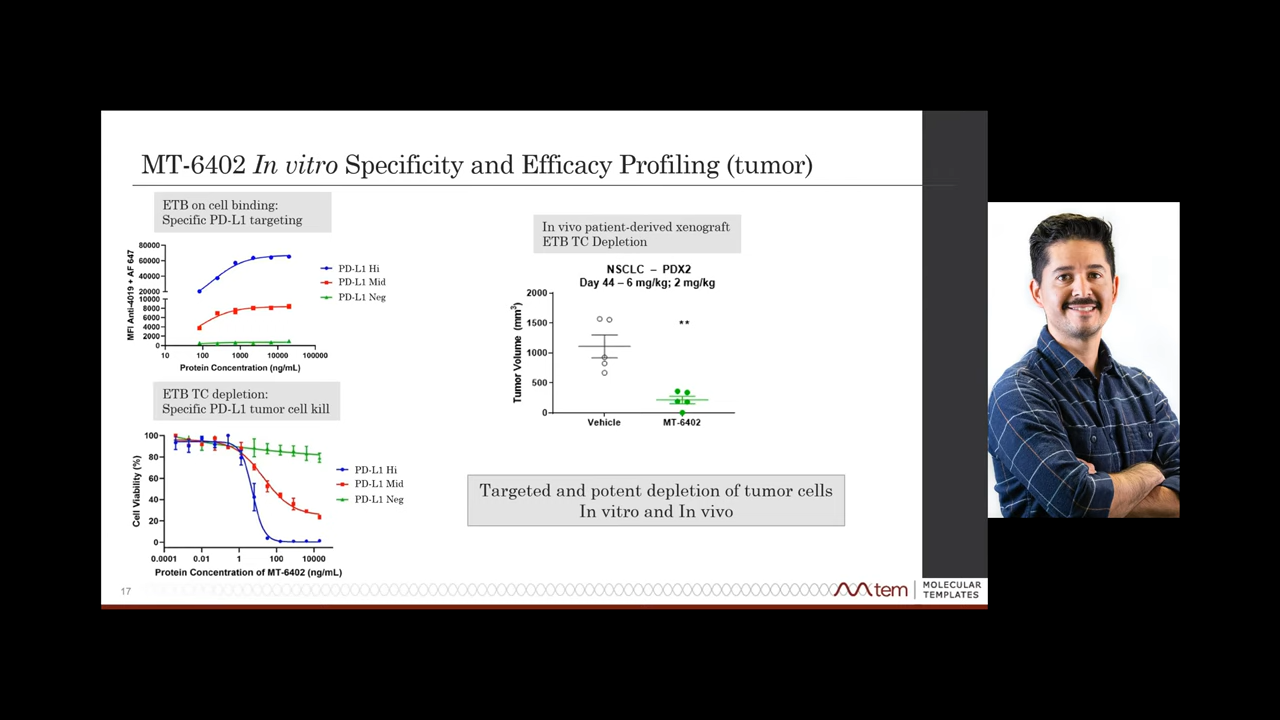 MT-6402 In vitro Specificity and Efficacy Profiling (tumor)
ETB on cell binding:
Specific PD-L1 targeting
MFI Anti-4019 + AF 647
80000
60000
40000
20000
10000
8000
6000
4000
2000
0
10
100
1000
10000
100000
Protein Concentration (ng/mL)
PD-L1 Hi
PD-L1 Mid
PD-L1 Neg
ETB TC depletion:
Specific PD-L1 tumor cell kill
Cell Viability (%)
100
80
60
40
20
0
0.0001
0.01
1
100
10000
Protein Concentration of MT-6402 (ng/mL)
PD-L1 Hi
PD-L1 Mid
PD-L1 Neg
In vivo patient-derived xenograft
ETB TC Depletion
NSCLC – PDX2
Day 44 – 6 mg/kg; 2 mg/kg
Tumor Volume (mm³)
2000
1500
1000
500
0
**
Vehicle
MT-6402
Targeted and potent depletion of tumor cells
In vitro and In vivo
17
tem
MOLECULAR
TEMPLATES